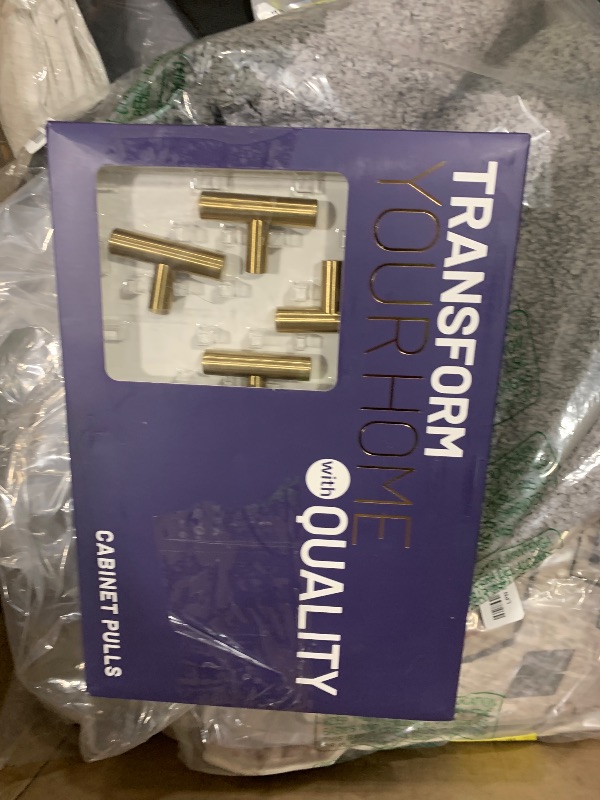 TRANSFORM
YOUR HOME
with QUALITY
CABINET PULLS